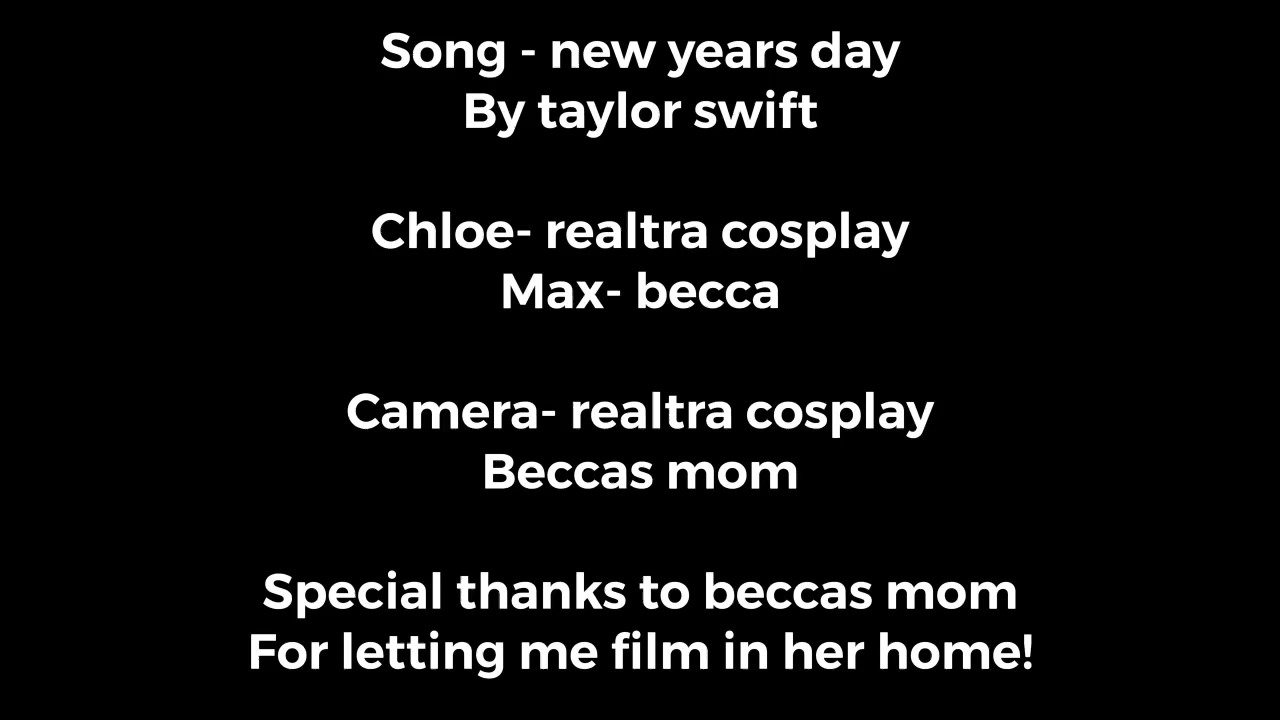 Song - new years day
By taylor swift
Chloe- realtra cosplay
Max- becca
Camera- realtra cosplay
Beccas mom
Special thanks to beccas mom
For letting me film in her home!